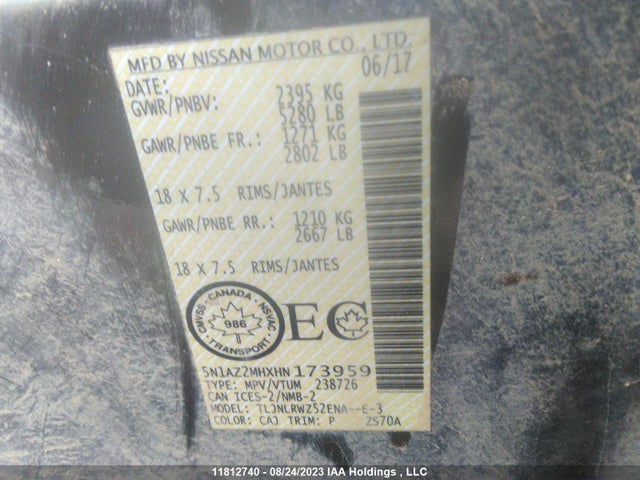 MFD BY NISSAN MOTOR CO., LTD.
DATE: 06/17
GVWR/PNBV: 2395 KG
5280 LB
GAWR/PNBE FR.: 1271 KG
2802 LB
18 X 7.5 RIMS/JANTES
GAWR/PNBE RR.: 1210 KG
2667 LB
18 X 7.5 RIMS/JANTES
CANADA
CMVSS - NSVAC
986
TRANSPORT
EC
5N1AZ2MHXHN173959
TYPE: MPV/VTUM 238726
CAN ICES-2/NMB-2
MODEL: TLJNLRWZ52ENA--E-3
COLOR: CAJ TRIM: P ZS70A
11812740 - 08/24/2023 IAA Holdings , LLC